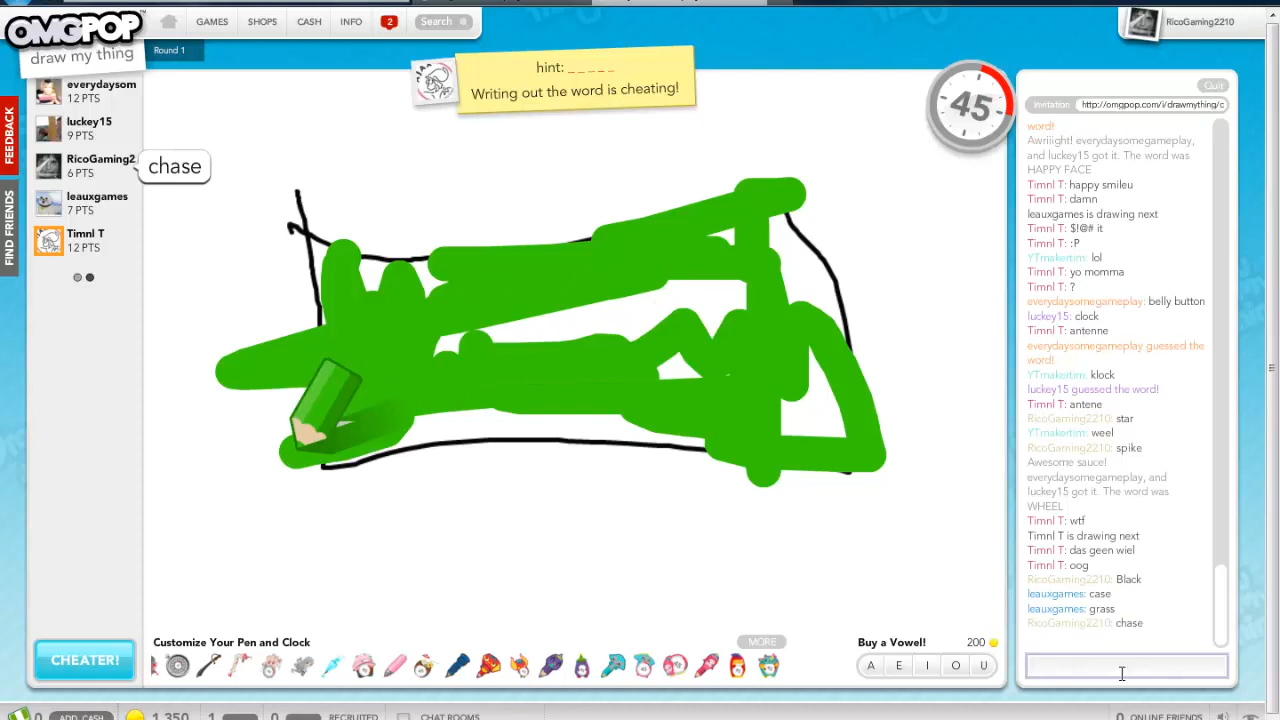 OMGPOP
draw my thing
GAMES SHOPS CASH INFO 2 Search
RicoGaming2210
Round 1
hint: _ _ _ _ _
Writing out the word is cheating!
45
FEEDBACK
FIND FRIENDS
everydaysom
12 PTS
luckey15
9 PTS
RicoGaming2
6 PTS
chase
leauxgames
7 PTS
Timnl T
12 PTS
Quit
Invitation http://omgpop.com/i/drawmything/c
word!
Awriiight! everydaysomegameplay,
and luckey15 got it. The word was
HAPPY FACE
Timnl T: happy smileu
Timnl T: damn
leauxgames is drawing next
Timnl T: $!@# it
Timnl T: :P
YTmakertim: lol
Timnl T: yo momma
Timnl T: ?
everydaysomegameplay: belly button
luckey15: clock
Timnl T: antenne
everydaysomegameplay guessed the
word!
YTmakertim: klock
luckey15 guessed the word!
Timnl T: antene
RicoGaming2210: star
YTmakertim: weel
RicoGaming2210: spike
Awesome sauce!
everydaysomegameplay, and
luckey15 got it. The word was
WHEEL
Timnl T: wtf
Timnl T is drawing next
Timnl T: das geen wiel
Timnl T: oog
RicoGaming2210: Black
leauxgames: case
leauxgames: grass
RicoGaming2210: chase
CHEATER!
Customize Your Pen and Clock MORE
Buy a Vowel! 200
A E I O U
0 ADD CASH 1,350 1 0 RECRUITED CHAT ROOMS 0 ONLINE FRIENDS